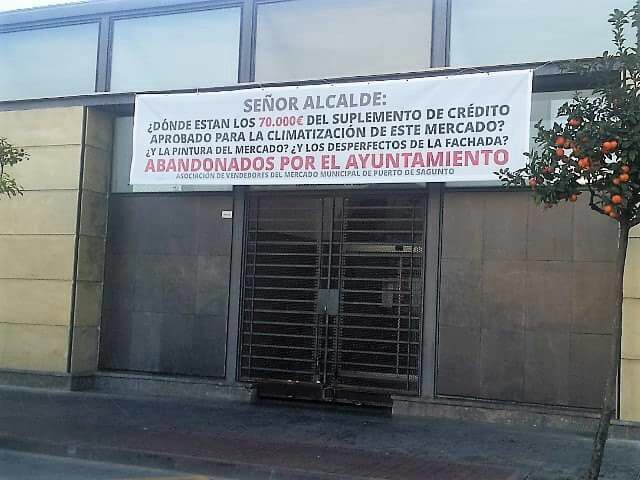 SEÑOR ALCALDE:
¿DÓNDE ESTAN LOS 70.000€ DEL SUPLEMENTO DE CRÉDITO
APROBADO PARA LA CLIMATIZACIÓN DE ESTE MERCADO?
¿Y LA PINTURA DEL MERCADO? ¿Y LOS DESPERFECTOS DE LA FACHADA?
ABANDONADOS POR EL AYUNTAMIENTO
ASOCIACIÓN DE VENDEDORES DEL MERCADO MUNICIPAL DE PUERTO DE SAGUNTO